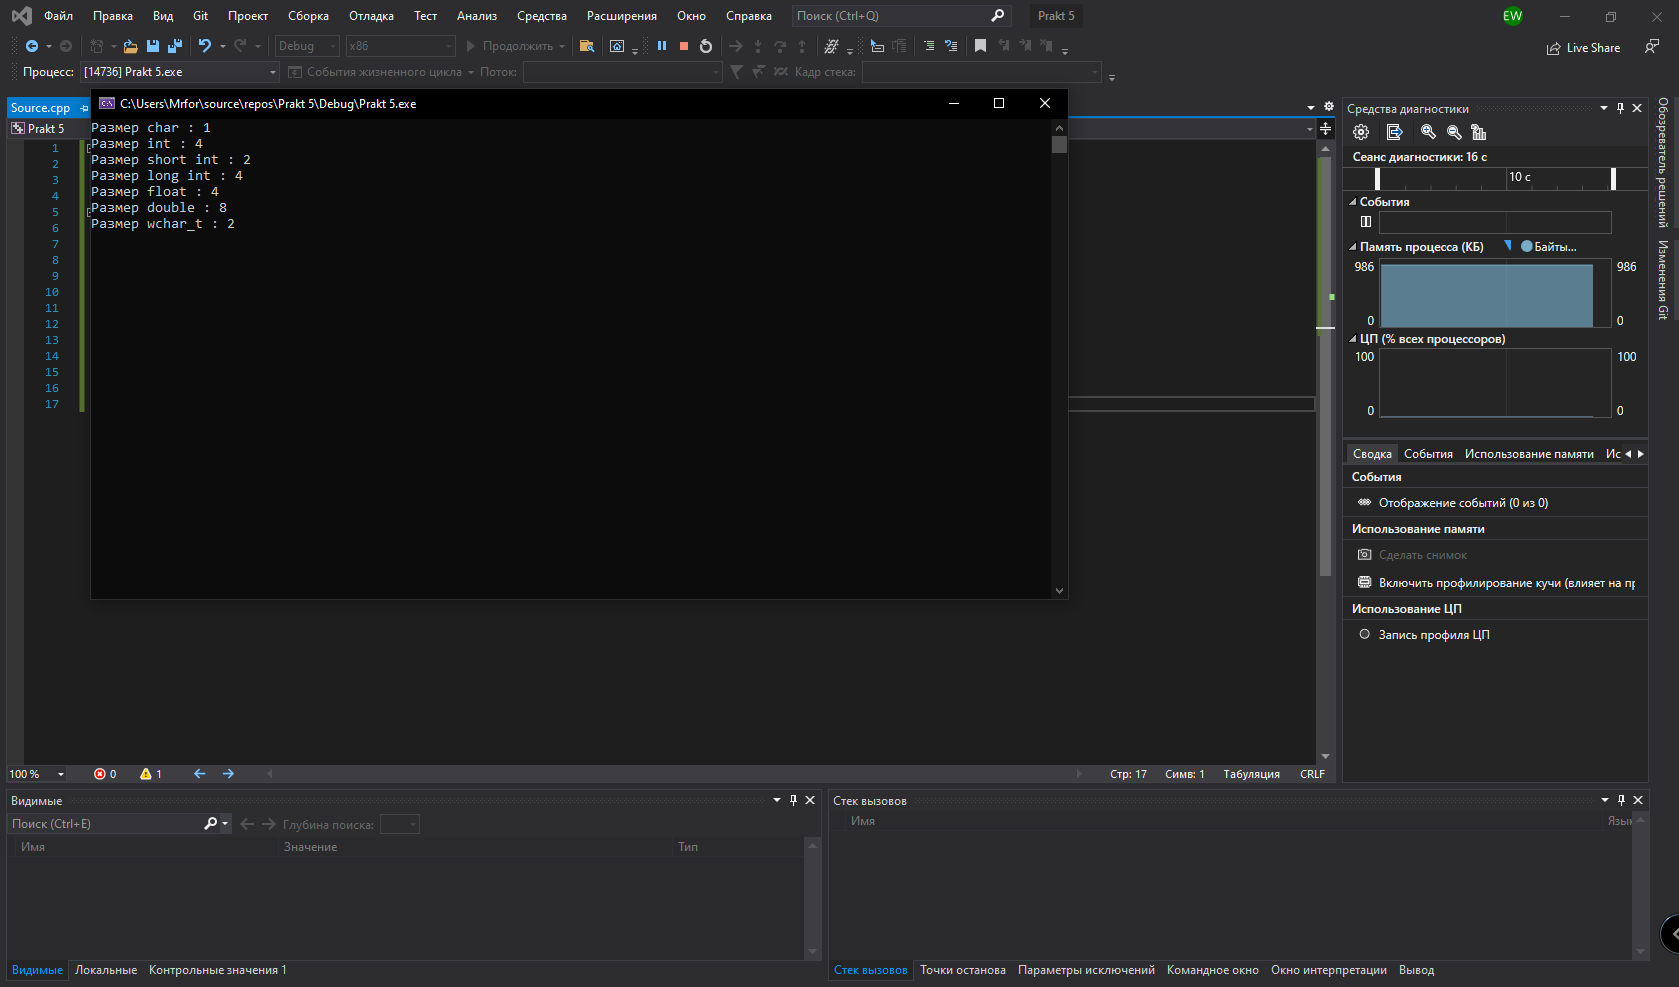 Файл Правка Вид Git Проект Сборка Отладка Тест Анализ Средства Расширения Окно Справка Поиск (Ctrl+Q) Prakt 5 EW
Debug x86 Продолжить Live Share
Процесс: [14736] Prakt 5.exe События жизненного цикла Поток: Кадр стека:
Source.cpp
Prakt 5
C:\Users\Mrfor\source\repos\Prakt 5\Debug\Prakt 5.exe
Размер char : 1
Размер int : 4
Размер short int : 2
Размер long int : 4
Размер float : 4
Размер double : 8
Размер wchar_t : 2
1
2
3
4
5
6
7
8
9
10
11
12
13
14
15
16
17
100 % 0 1 Стр: 17 Симв: 1 Табуляция CRLF
Средства диагностики
Сеанс диагностики: 16 с
10 с
События
Память процесса (КБ) Байты...
986 986
0 0
ЦП (% всех процессоров)
100 100
0 0
Сводка События Использование памяти Ис
События
Отображение событий (0 из 0)
Использование памяти
Сделать снимок
Включить профилирование кучи (влияет на пр
Использование ЦП
Запись профиля ЦП
Обозреватель решений
Изменения Git
Видимые
Поиск (Ctrl+E) Глубина поиска:
Имя Значение Тип
Видимые Локальные Контрольные значения 1
Стек вызовов
Имя Язык
Стек вызовов Точки останова Параметры исключений Командное окно Окно интерпретации Вывод